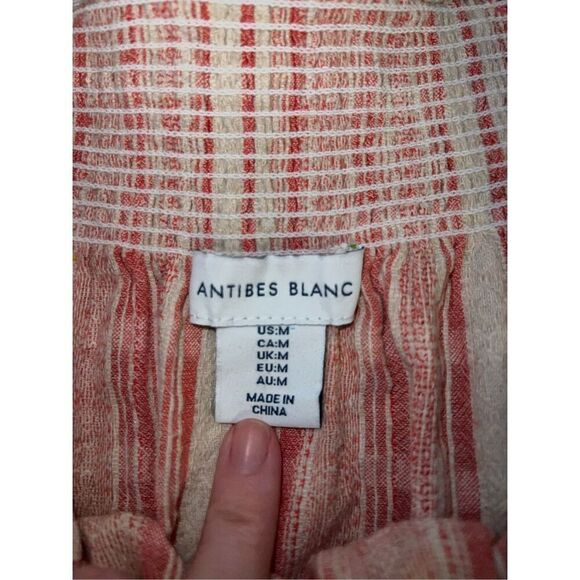 ANTIBES BLANC
US:M
CA:M
UK:M
EU:M
AU:M
MADE IN
CHINA